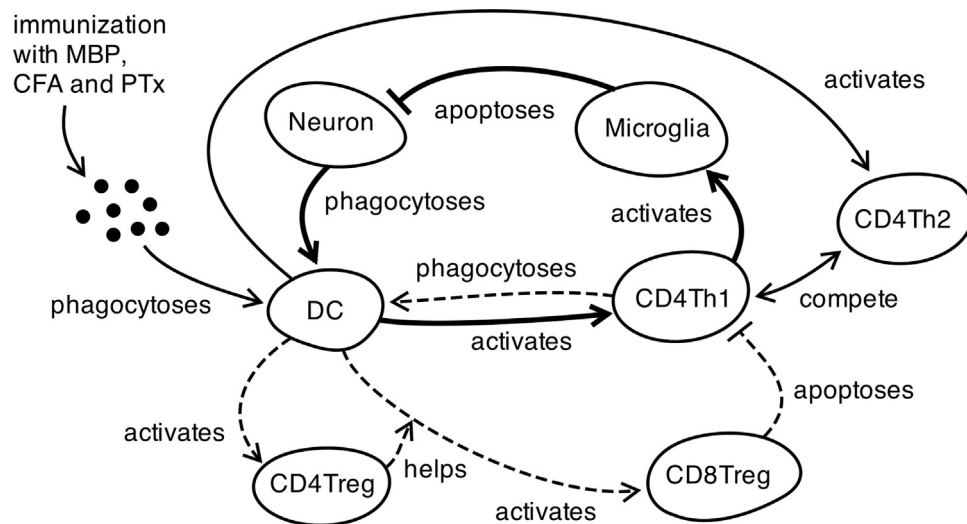 immunization
with MBP,
CFA and PTx
activates
Neuron
apoptoses
Microglia
phagocytoses
activates
CD4Th2
phagocytoses
phagocytoses
DC
CD4Th1
compete
activates
apoptoses
activates
CD4Treg
helps
CD8Treg
activates